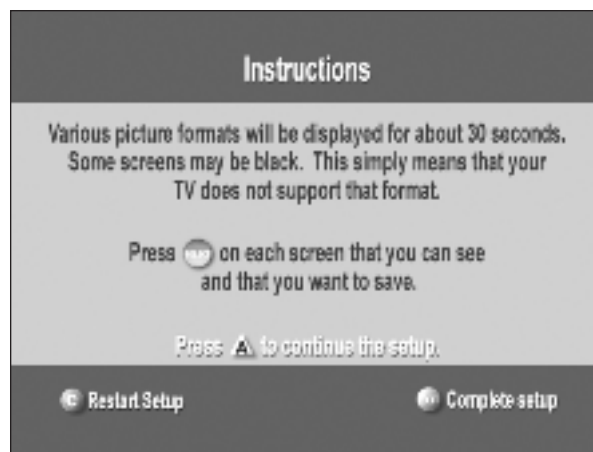 Instructions
Various picture formats will be displayed for about 30 seconds.
Some screens may be black. This simply means that your
TV does not support that format.
Press on each screen that you can see
and that you want to save.
Press A to continue the setup.
C Restart Setup
Complete setup